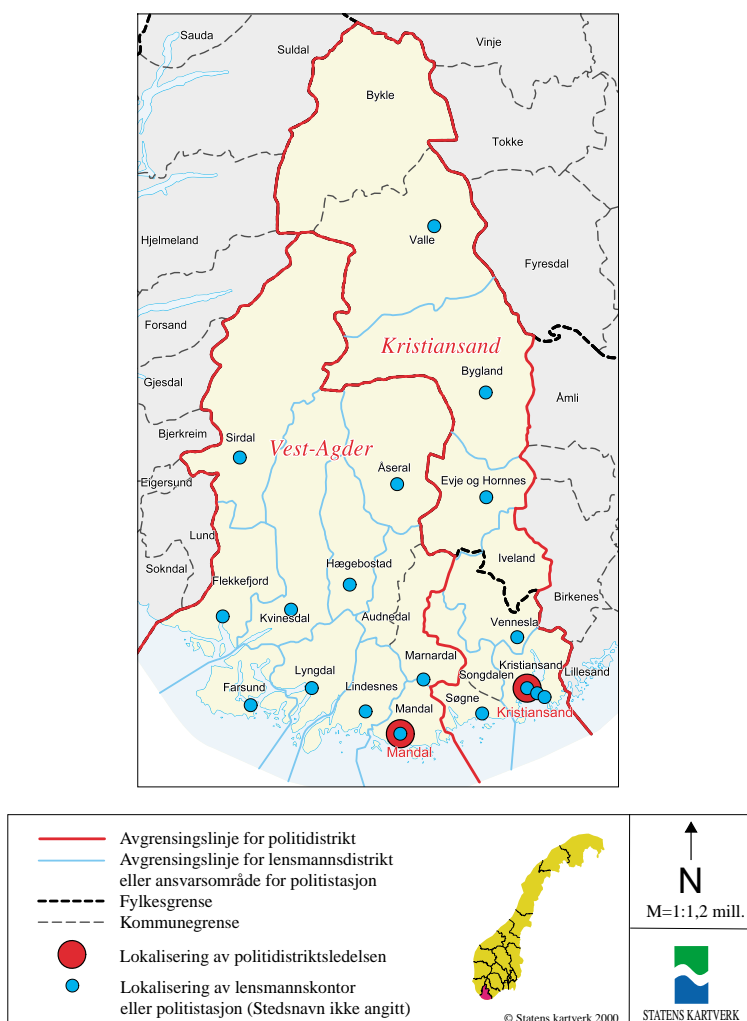 Sauda
Suldal
Vinje
Bykle
Tokke
Hjelmeland
Valle
Fyresdal
Forsand
Kristiansand
Gjesdal
Bygland
Åmli
Bjerkreim
Sirdal
Vest-Agder
Åseral
Eigersund
Evje og Hornnes
Lund
Iveland
Sokndal
Hægebostad
Flekkefjord
Birkenes
Kvinesdal
Audnedal
Vennesla
Marnardal
Kristiansand
Lyngdal
Songdalen
Lillesand
Farsund
Lindesnes
Søgne
Mandal
Kristiansand
Mandal
Avgrensingslinje for politidistrikt
Avgrensingslinje for lensmannsdistrikt
eller ansvarsområde for politistasjon
Fylkesgrense
Kommunegrense
Lokalisering av politidistriktsledelsen
Lokalisering av lensmannskontor
eller politistasjon (Stedsnavn ikke angitt)
© Statens kartverk 2000
N
M=1:1,2 mill.
STATENS KARTVERK